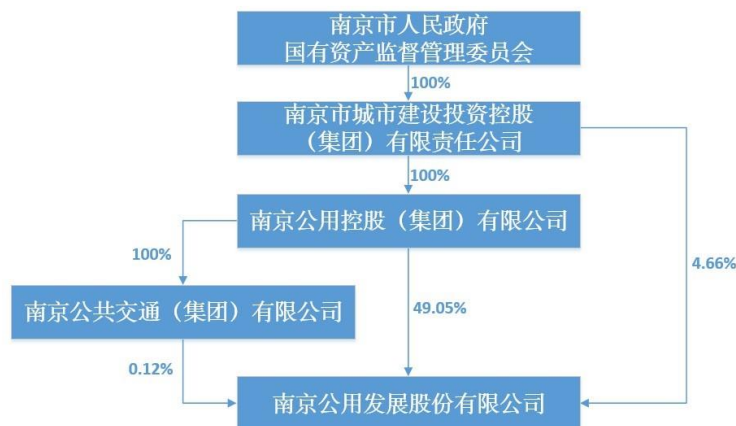 南京市人民政府
国有资产监督管理委员会
100%
南京市城市建设投资控股
（集团）有限责任公司
100%
南京公用控股（集团）有限公司
100%
4.66%
南京公共交通（集团）有限公司
49.05%
0.12%
南京公用发展股份有限公司